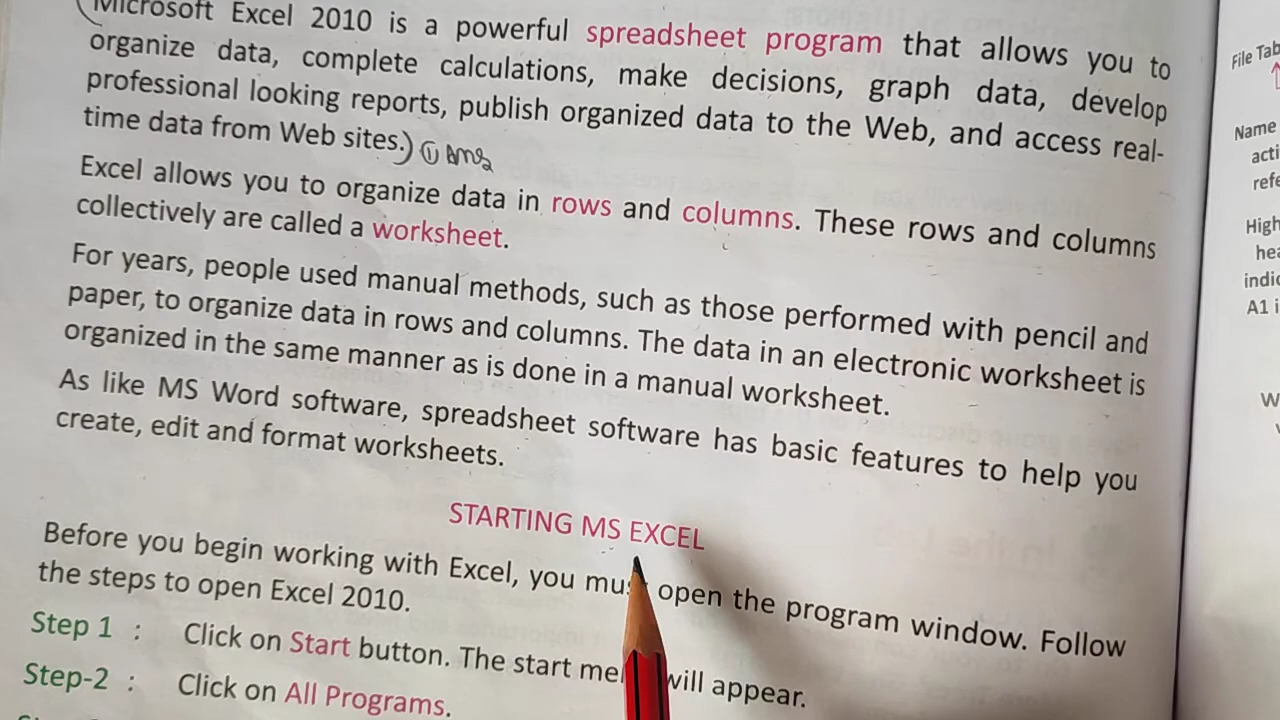 Microsoft Excel 2010 is a powerful spreadsheet program that allows you to
organize data, complete calculations, make decisions, graph data, develop
professional looking reports, publish organized data to the Web, and access real-
time data from Web sites.) ① Ans
Excel allows you to organize data in rows and columns. These rows and columns
collectively are called a worksheet.
For years, people used manual methods, such as those performed with pencil and
paper, to organize data in rows and columns. The data in an electronic worksheet is
organized in the same manner as is done in a manual worksheet.
As like MS Word software, spreadsheet software has basic features to help you
create, edit and format worksheets.
STARTING MS EXCEL
Before you begin working with Excel, you must open the program window. Follow
the steps to open Excel 2010.
Step 1 : Click on Start button. The start menu will appear.
Step-2 : Click on All Programs.
File Tab
Name
acti
refe
High
hea
indic
A1 i
W